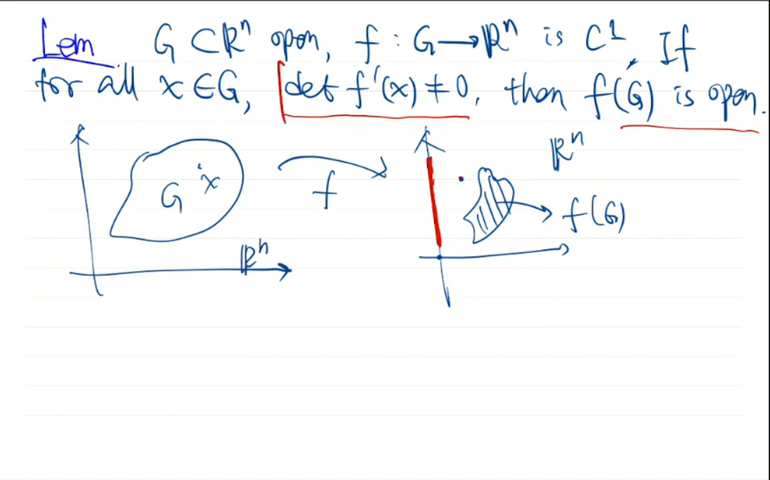 Lem G ⊂ ℝⁿ open, f : G → ℝⁿ is C¹. If
for all x ∈ G, det f'(x) ≠ 0, then f(G) is open.
ℝⁿ
G x f f(G)
ℝⁿ